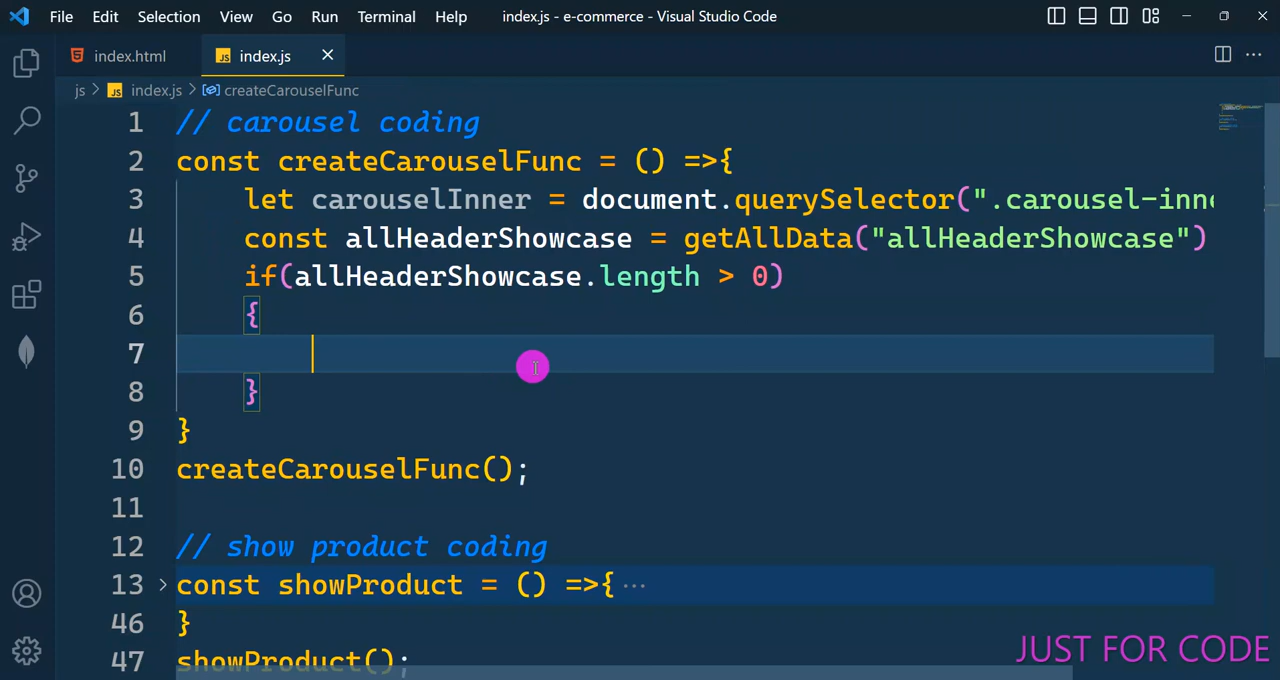 File Edit Selection View Go Run Terminal Help index.js - e-commerce - Visual Studio Code
index.html JS index.js
js > JS index.js > createCarouselFunc
1 // carousel coding
2 const createCarouselFunc = () =>{
3 let carouselInner = document.querySelector(".carousel-inne
4 const allHeaderShowcase = getAllData("allHeaderShowcase")
5 if(allHeaderShowcase.length > 0)
6 {
7
8 }
9 }
10 createCarouselFunc();
11
12 // show product coding
13 const showProduct = () =>{ ...
46 }
47 showProduct();
JUST FOR CODE